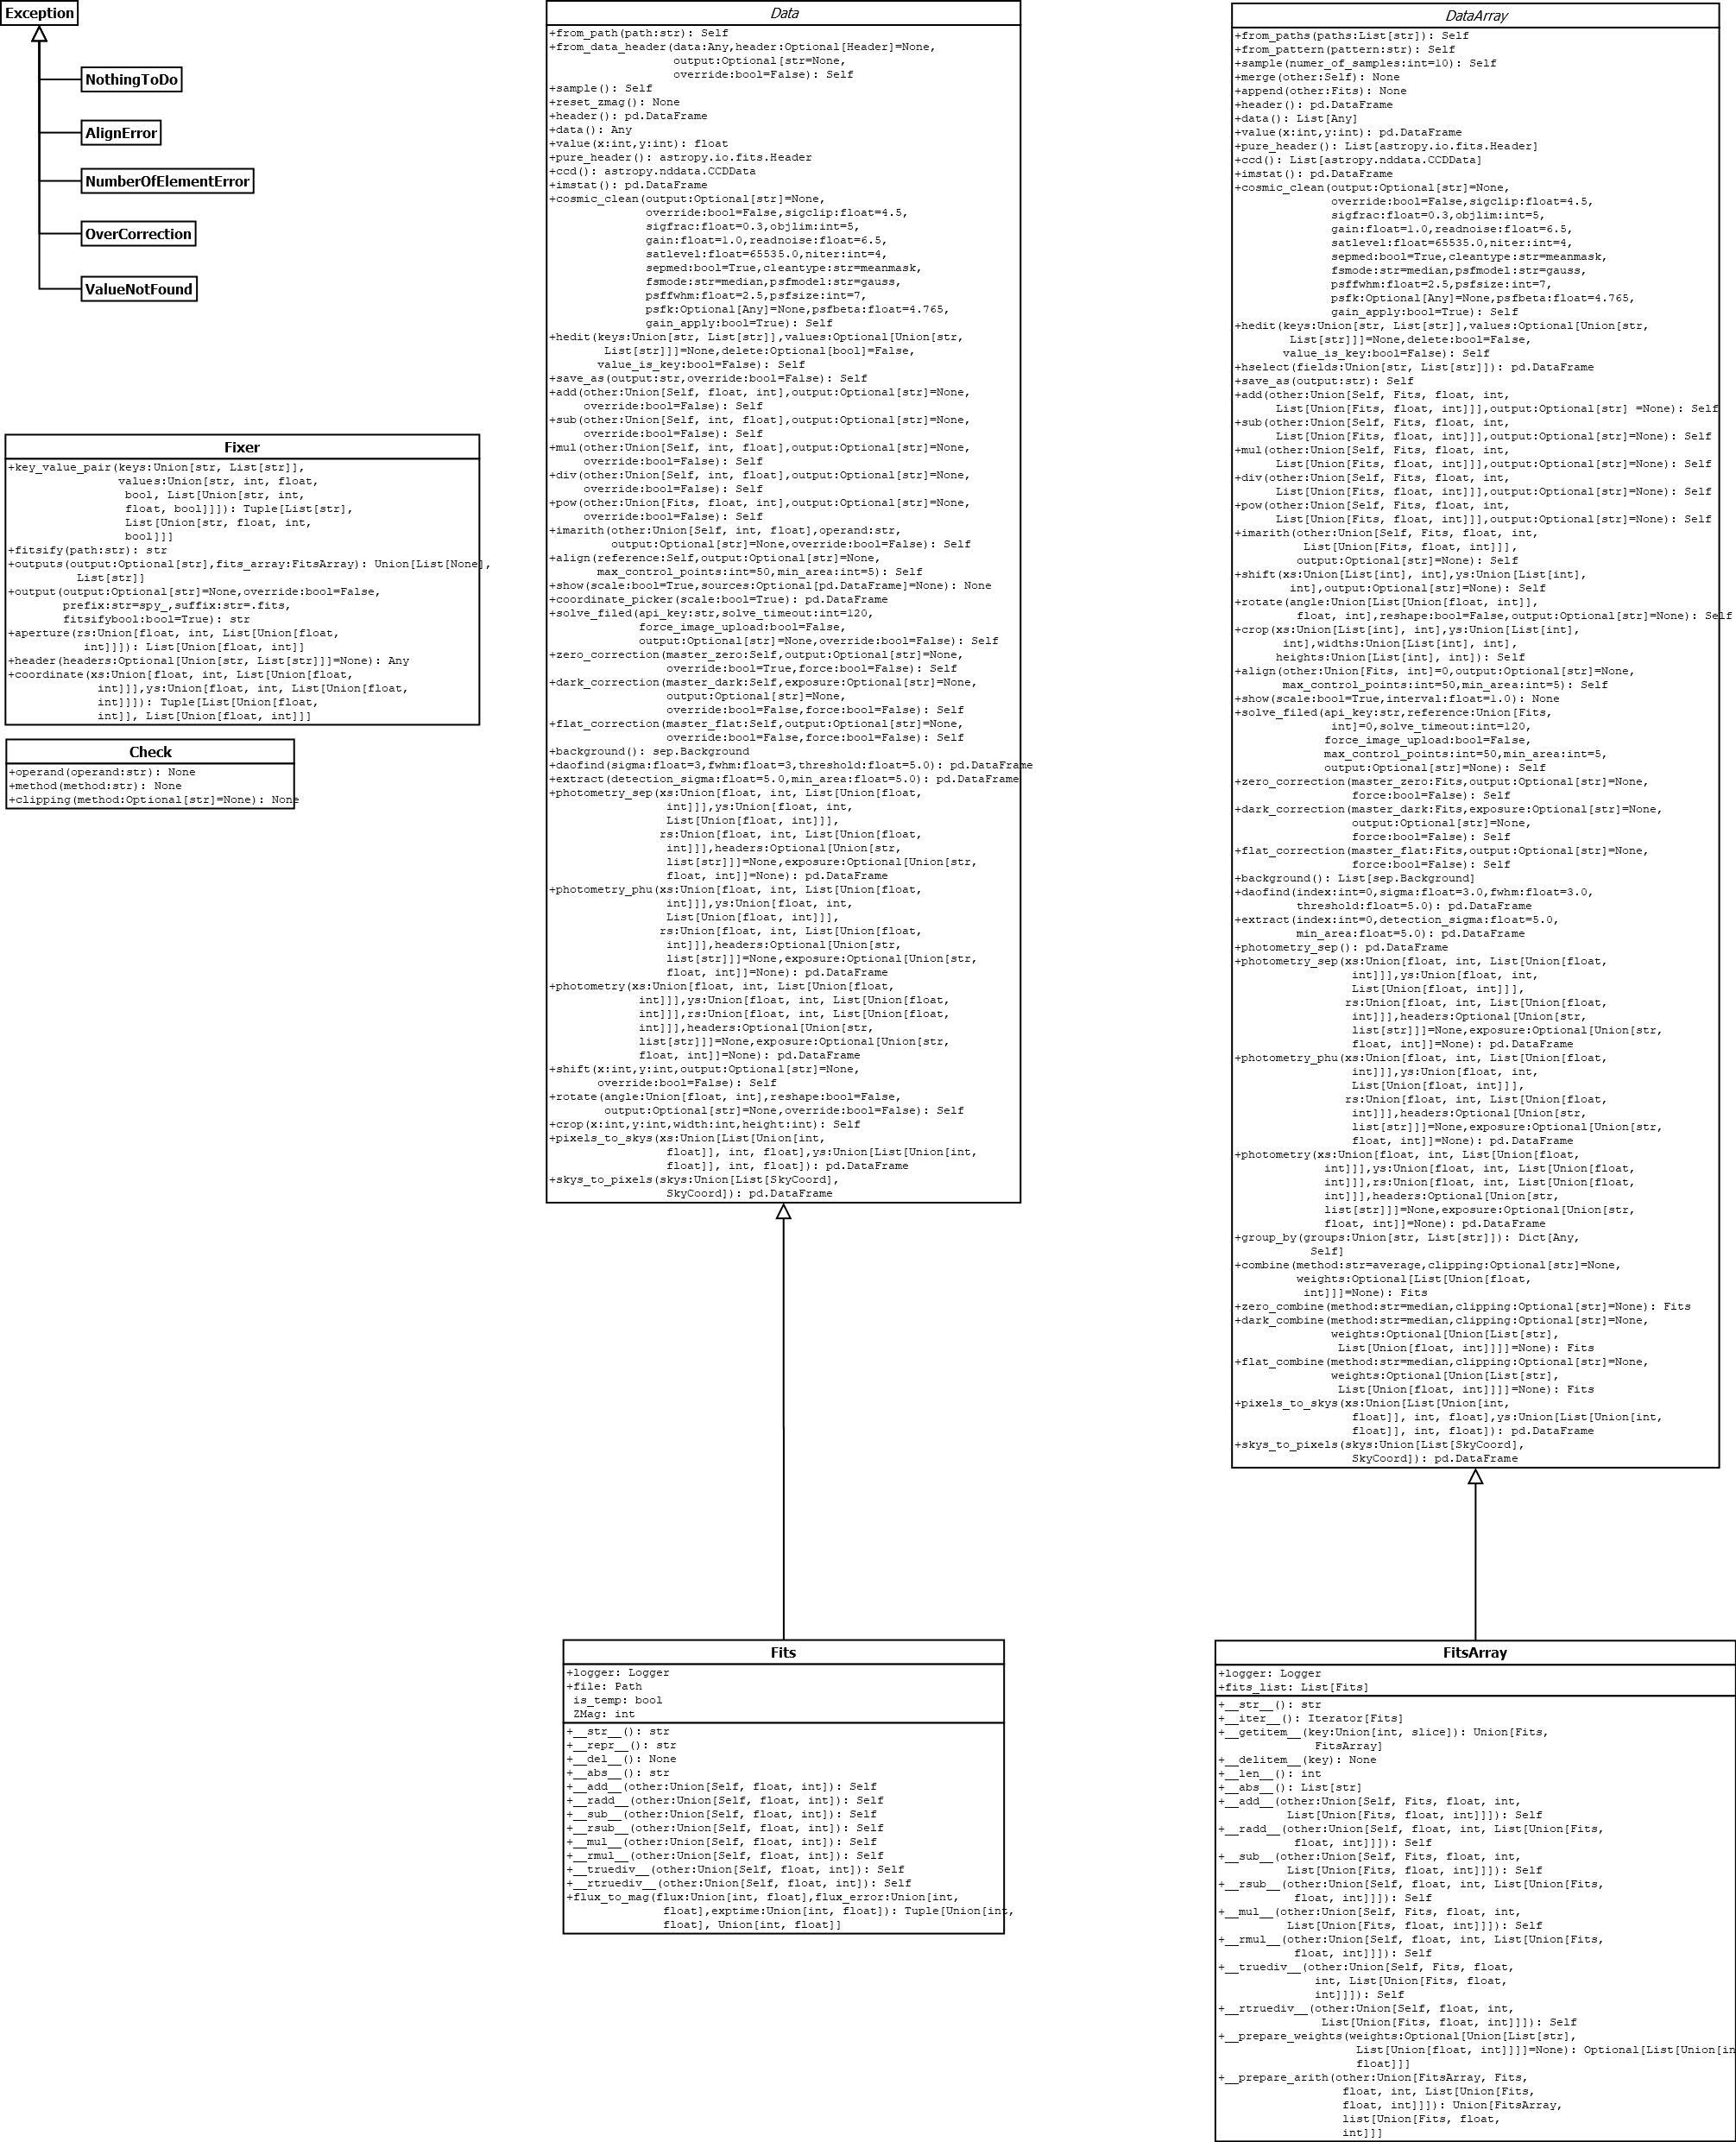 Exception
NothingToDo
AlignError
NumberOfElementError
OverCorrection
ValueNotFound
Fixer
+key_value_pair(keys:Union[str, List[str]],
values:Union[str, int, float,
bool, List[Union[str, int,
float, bool]]]): Tuple[List[str],
List[Union[str, float, int,
bool]]]
+fitsify(path:str): str
+outputs(output:Optional[str],fits_array:FitsArray): Union[List[None],
List[str]]
+output(output:Optional[str]=None,override:bool=False,
prefix:str=spy_,suffix:str=.fits,
fitsifybool:bool=True): str
+aperture(rs:Union[float, int, List[Union[float,
int]]]): List[Union[float, int]]
+header(headers:Optional[Union[str, List[str]]]=None): Any
+coordinate(xs:Union[float, int, List[Union[float,
int]]],ys:Union[float, int, List[Union[float,
int]]]): Tuple[List[Union[float,
int]], List[Union[float, int]]]
Check
+operand(operand:str): None
+method(method:str): None
+clipping(method:Optional[str]=None): None
Data
+from_path(path:str): Self
+from_data_header(data:Any,header:Optional[Header]=None,
output:Optional[str=None,
override:bool=False): Self
+sample(): Self
+reset_zmag(): None
+header(): pd.DataFrame
+data(): Any
+value(x:int,y:int): float
+pure_header(): astropy.io.fits.Header
+ccd(): astropy.nddata.CCDData
+imstat(): pd.DataFrame
+cosmic_clean(output:Optional[str]=None,
override:bool=False,sigclip:float=4.5,
sigfrac:float=0.3,objlim:int=5,
gain:float=1.0,readnoise:float=6.5,
satlevel:float=65535.0,niter:int=4,
sepmed:bool=True,cleantype:str=meanmask,
fsmode:str=median,psfmodel:str=gauss,
psffwhm:float=2.5,psfsize:int=7,
psfk:Optional[Any]=None,psfbeta:float=4.765,
gain_apply:bool=True): Self
+hedit(keys:Union[str, List[str]],values:Optional[Union[str,
List[str]]]=None,delete:Optional[bool]=False,
value_is_key:bool=False): Self
+save_as(output:str,override:bool=False): Self
+add(other:Union[Self, float, int],output:Optional[str]=None,
override:bool=False): Self
+sub(other:Union[Self, int, float],output:Optional[str]=None,
override:bool=False): Self
+mul(other:Union[Self, int, float],output:Optional[str]=None,
override:bool=False): Self
+div(other:Union[Self, int, float],output:Optional[str]=None,
override:bool=False): Self
+pow(other:Union[Fits, float, int],output:Optional[str]=None,
override:bool=False): Self
+imarith(other:Union[Self, int, float],operand:str,
output:Optional[str]=None,override:bool=False): Self
+align(reference:Self,output:Optional[str]=None,
max_control_points:int=50,min_area:int=5): Self
+show(scale:bool=True,sources:Optional[pd.DataFrame]=None): None
+coordinate_picker(scale:bool=True): pd.DataFrame
+solve_filed(api_key:str,solve_timeout:int=120,
force_image_upload:bool=False,
output:Optional[str]=None,override:bool=False): Self
+zero_correction(master_zero:Self,output:Optional[str]=None,
override:bool=True,force:bool=False): Self
+dark_correction(master_dark:Self,exposure:Optional[str]=None,
output:Optional[str]=None,
override:bool=False,force:bool=False): Self
+flat_correction(master_flat:Self,output:Optional[str]=None,
override:bool=False,force:bool=False): Self
+background(): sep.Background
+daofind(sigma:float=3,fwhm:float=3,threshold:float=5.0): pd.DataFrame
+extract(detection_sigma:float=5.0,min_area:float=5.0): pd.DataFrame
+photometry_sep(xs:Union[float, int, List[Union[float,
int]]],ys:Union[float, int,
List[Union[float, int]]],
rs:Union[float, int, List[Union[float,
int]]],headers:Optional[Union[str,
list[str]]]=None,exposure:Optional[Union[str,
float, int]]=None): pd.DataFrame
+photometry_phu(xs:Union[float, int, List[Union[float,
int]]],ys:Union[float, int,
List[Union[float, int]]],
rs:Union[float, int, List[Union[float,
int]]],headers:Optional[Union[str,
list[str]]]=None,exposure:Optional[Union[str,
float, int]]=None): pd.DataFrame
+photometry(xs:Union[float, int, List[Union[float,
int]]],ys:Union[float, int, List[Union[float,
int]]],rs:Union[float, int, List[Union[float,
int]]],headers:Optional[Union[str,
list[str]]]=None,exposure:Optional[Union[str,
float, int]]=None): pd.DataFrame
+shift(x:int,y:int,output:Optional[str]=None,
override:bool=False): Self
+rotate(angle:Union[float, int],reshape:bool=False,
output:Optional[str]=None,override:bool=False): Self
+crop(x:int,y:int,width:int,height:int): Self
+pixels_to_skys(xs:Union[List[Union[int,
float]], int, float],ys:Union[List[Union[int,
float]], int, float]): pd.DataFrame
+skys_to_pixels(skys:Union[List[SkyCoord],
SkyCoord]): pd.DataFrame
DataArray
+from_paths(paths:List[str]): Self
+from_pattern(pattern:str): Self
+sample(numer_of_samples:int=10): Self
+merge(other:Self): None
+append(other:Fits): None
+header(): pd.DataFrame
+data(): List[Any]
+value(x:int,y:int): pd.DataFrame
+pure_header(): List[astropy.io.fits.Header]
+ccd(): List[astropy.nddata.CCDData]
+imstat(): pd.DataFrame
+cosmic_clean(output:Optional[str]=None,
override:bool=False,sigclip:float=4.5,
sigfrac:float=0.3,objlim:int=5,
gain:float=1.0,readnoise:float=6.5,
satlevel:float=65535.0,niter:int=4,
sepmed:bool=True,cleantype:str=meanmask,
fsmode:str=median,psfmodel:str=gauss,
psffwhm:float=2.5,psfsize:int=7,
psfk:Optional[Any]=None,psfbeta:float=4.765,
gain_apply:bool=True): Self
+hedit(keys:Union[str, List[str]],values:Optional[Union[str,
List[str]]]=None,delete:bool=False,
value_is_key:bool=False): Self
+hselect(fields:Union[str, List[str]]): pd.DataFrame
+save_as(output:str): Self
+add(other:Union[Self, Fits, float, int,
List[Union[Fits, float, int]]],output:Optional[str] =None): Self
+sub(other:Union[Self, Fits, float, int,
List[Union[Fits, float, int]]],output:Optional[str]=None): Self
+mul(other:Union[Self, Fits, float, int,
List[Union[Fits, float, int]]],output:Optional[str]=None): Self
+div(other:Union[Self, Fits, float, int,
List[Union[Fits, float, int]]],output:Optional[str]=None): Self
+pow(other:Union[Self, Fits, float, int,
List[Union[Fits, float, int]]],output:Optional[str]=None): Self
+imarith(other:Union[Self, Fits, float, int,
List[Union[Fits, float, int]]],
output:Optional[str]=None): Self
+shift(xs:Union[List[int], int],ys:Union[List[int],
int],output:Optional[str]=None): Self
+rotate(angle:Union[List[Union[float, int]],
float, int],reshape:bool=False,output:Optional[str]=None): Self
+crop(xs:Union[List[int], int],ys:Union[List[int],
int],widths:Union[List[int], int],
heights:Union[List[int], int]): Self
+align(other:Union[Fits, int]=0,output:Optional[str]=None,
max_control_points:int=50,min_area:int=5): Self
+show(scale:bool=True,interval:float=1.0): None
+solve_filed(api_key:str,reference:Union[Fits,
int]=0,solve_timeout:int=120,
force_image_upload:bool=False,
max_control_points:int=50,min_area:int=5,
output:Optional[str]=None): Self
+zero_correction(master_zero:Fits,output:Optional[str]=None,
force:bool=False): Self
+dark_correction(master_dark:Fits,exposure:Optional[str]=None,
output:Optional[str]=None,
force:bool=False): Self
+flat_correction(master_flat:Fits,output:Optional[str]=None,
force:bool=False): Self
+background(): List[sep.Background]
+daofind(index:int=0,sigma:float=3.0,fwhm:float=3.0,
threshold:float=5.0): pd.DataFrame
+extract(index:int=0,detection_sigma:float=5.0,
min_area:float=5.0): pd.DataFrame
+photometry_sep(): pd.DataFrame
+photometry_sep(xs:Union[float, int, List[Union[float,
int]]],ys:Union[float, int,
List[Union[float, int]]],
rs:Union[float, int, List[Union[float,
int]]],headers:Optional[Union[str,
list[str]]]=None,exposure:Optional[Union[str,
float, int]]=None): pd.DataFrame
+photometry_phu(xs:Union[float, int, List[Union[float,
int]]],ys:Union[float, int,
List[Union[float, int]]],
rs:Union[float, int, List[Union[float,
int]]],headers:Optional[Union[str,
list[str]]]=None,exposure:Optional[Union[str,
float, int]]=None): pd.DataFrame
+photometry(xs:Union[float, int, List[Union[float,
int]]],ys:Union[float, int, List[Union[float,
int]]],rs:Union[float, int, List[Union[float,
int]]],headers:Optional[Union[str,
list[str]]]=None,exposure:Optional[Union[str,
float, int]]=None): pd.DataFrame
+group_by(groups:Union[str, List[str]]): Dict[Any,
Self]
+combine(method:str=average,clipping:Optional[str]=None,
weights:Optional[List[Union[float,
int]]]=None): Fits
+zero_combine(method:str=median,clipping:Optional[str]=None): Fits
+dark_combine(method:str=median,clipping:Optional[str]=None,
weights:Optional[Union[List[str],
List[Union[float, int]]]]=None): Fits
+flat_combine(method:str=median,clipping:Optional[str]=None,
weights:Optional[Union[List[str],
List[Union[float, int]]]]=None): Fits
+pixels_to_skys(xs:Union[List[Union[int,
float]], int, float],ys:Union[List[Union[int,
float]], int, float]): pd.DataFrame
+skys_to_pixels(skys:Union[List[SkyCoord],
SkyCoord]): pd.DataFrame
Fits
+logger: Logger
+file: Path
is_temp: bool
ZMag: int
+__str__(): str
+__repr__(): str
+__del__(): None
+__abs__(): str
+__add__(other:Union[Self, float, int]): Self
+__radd__(other:Union[Self, float, int]): Self
+__sub__(other:Union[Self, float, int]): Self
+__rsub__(other:Union[Self, float, int]): Self
+__mul__(other:Union[Self, float, int]): Self
+__rmul__(other:Union[Self, float, int]): Self
+__truediv__(other:Union[Self, float, int]): Self
+__rtruediv__(other:Union[Self, float, int]): Self
+flux_to_mag(flux:Union[int, float],flux_error:Union[int,
float],exptime:Union[int, float]): Tuple[Union[int,
float], Union[int, float]]
FitsArray
+logger: Logger
+fits_list: List[Fits]
+__str__(): str
+__iter__(): Iterator[Fits]
+__getitem__(key:Union[int, slice]): Union[Fits,
FitsArray]
+__delitem__(key): None
+__len__(): int
+__abs__(): List[str]
+__add__(other:Union[Self, Fits, float, int,
List[Union[Fits, float, int]]]): Self
+__radd__(other:Union[Self, float, int, List[Union[Fits,
float, int]]]): Self
+__sub__(other:Union[Self, Fits, float, int,
List[Union[Fits, float, int]]]): Self
+__rsub__(other:Union[Self, float, int, List[Union[Fits,
float, int]]]): Self
+__mul__(other:Union[Self, Fits, float, int,
List[Union[Fits, float, int]]]): Self
+__rmul__(other:Union[Self, float, int, List[Union[Fits,
float, int]]]): Self
+__truediv__(other:Union[Self, Fits, float,
int, List[Union[Fits, float,
int]]]): Self
+__rtruediv__(other:Union[Self, float, int,
List[Union[Fits, float, int]]]): Self
+__prepare_weights(weights:Optional[Union[List[str],
List[Union[float, int]]]]=None): Optional[List[Union[in
float]]]
+__prepare_arith(other:Union[FitsArray, Fits,
float, int, List[Union[Fits,
float, int]]]): Union[FitsArray,
list[Union[Fits, float,
int]]]